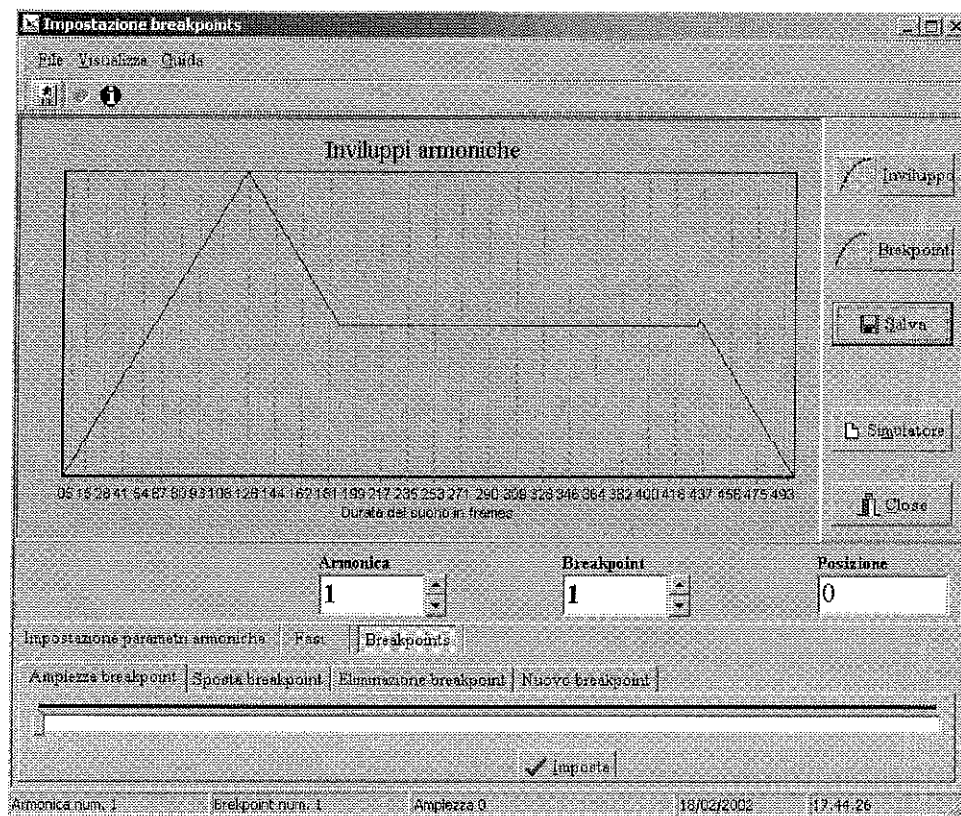 Impostazione breakpoints
File Visualizza Guida
Inviluppi armoniche
Inviluppo
Brekpoint
Salva
Simulatore
Close
Durata del suono in frames
Armonica
Breakpoint
Posizione
1
1
0
Impostazione parametri armoniche Fasi Breakpoints
Ampiezza breakpoint Sposta breakpoint Eliminazione breakpoint Nuovo breakpoint
Imposta
Armonica num. 1 Brekpoint num. 1 Ampiezza 0 18/02/2002 17.44.26